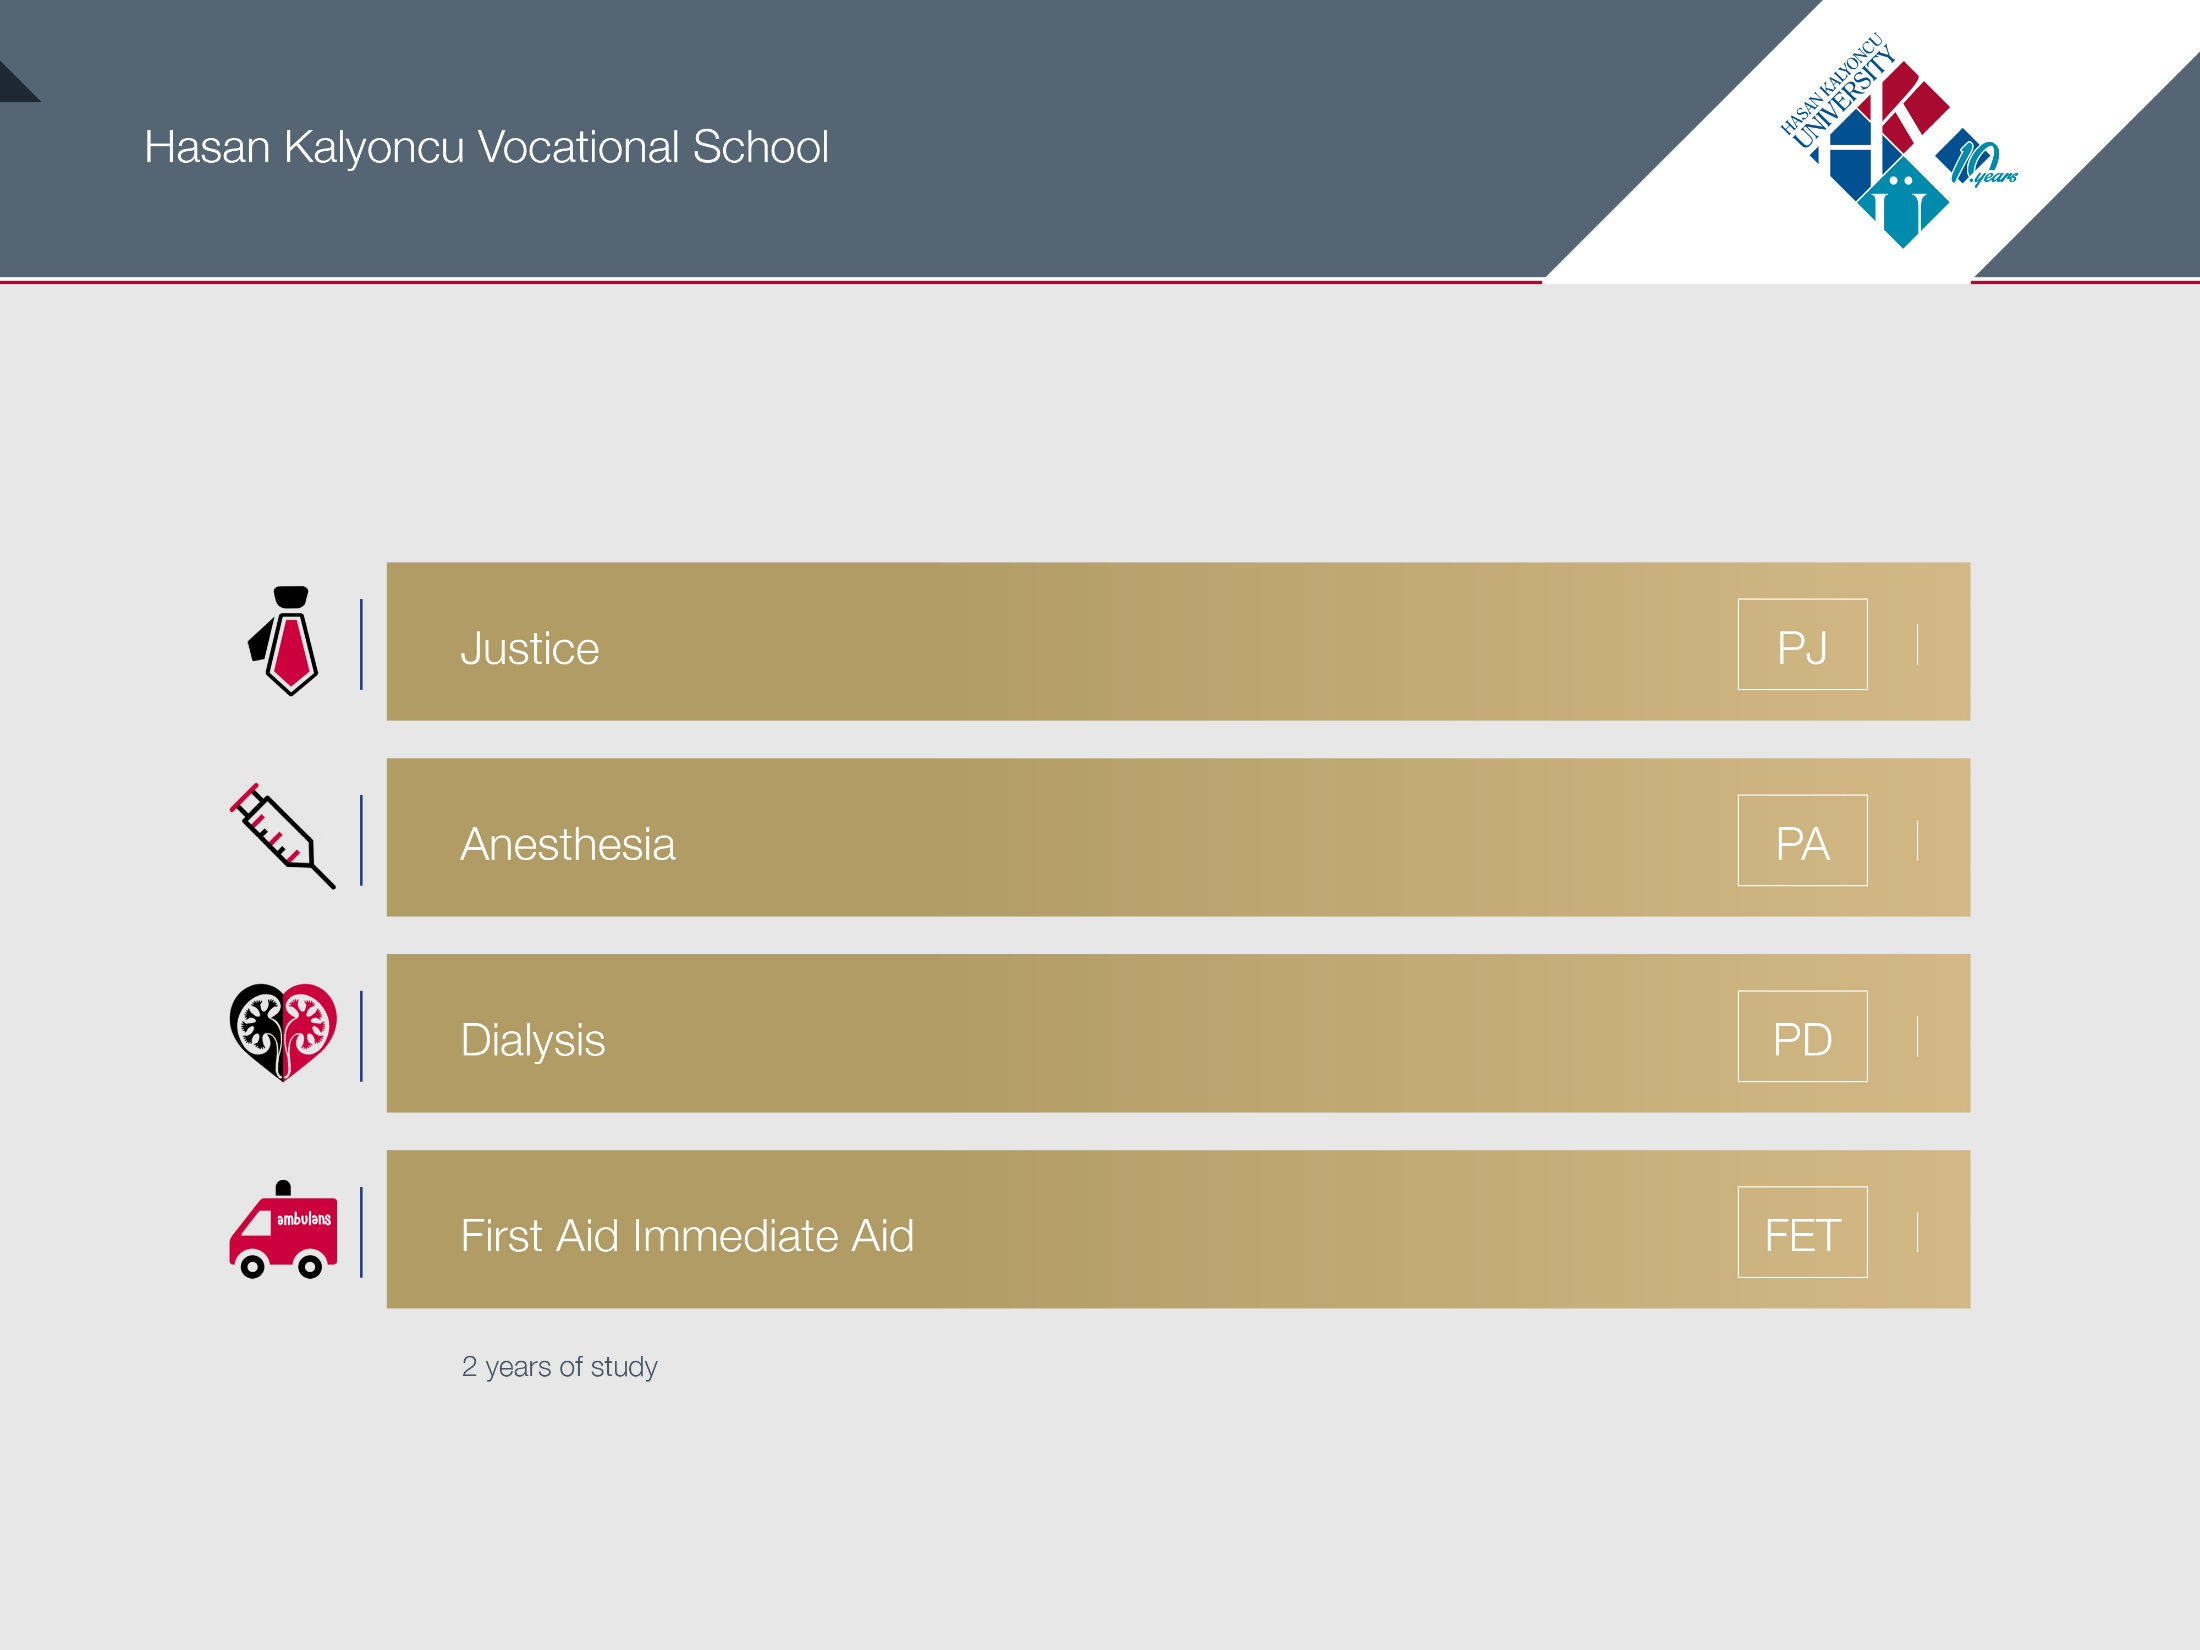 Hasan Kalyoncu Vocational School
HASAN KALYONCU
UNIVERSITY
K
Ü
10.years
Justice
PJ
Anesthesia
PA
Dialysis
PD
ambulans
First Aid Immediate Aid
FET
2 years of study